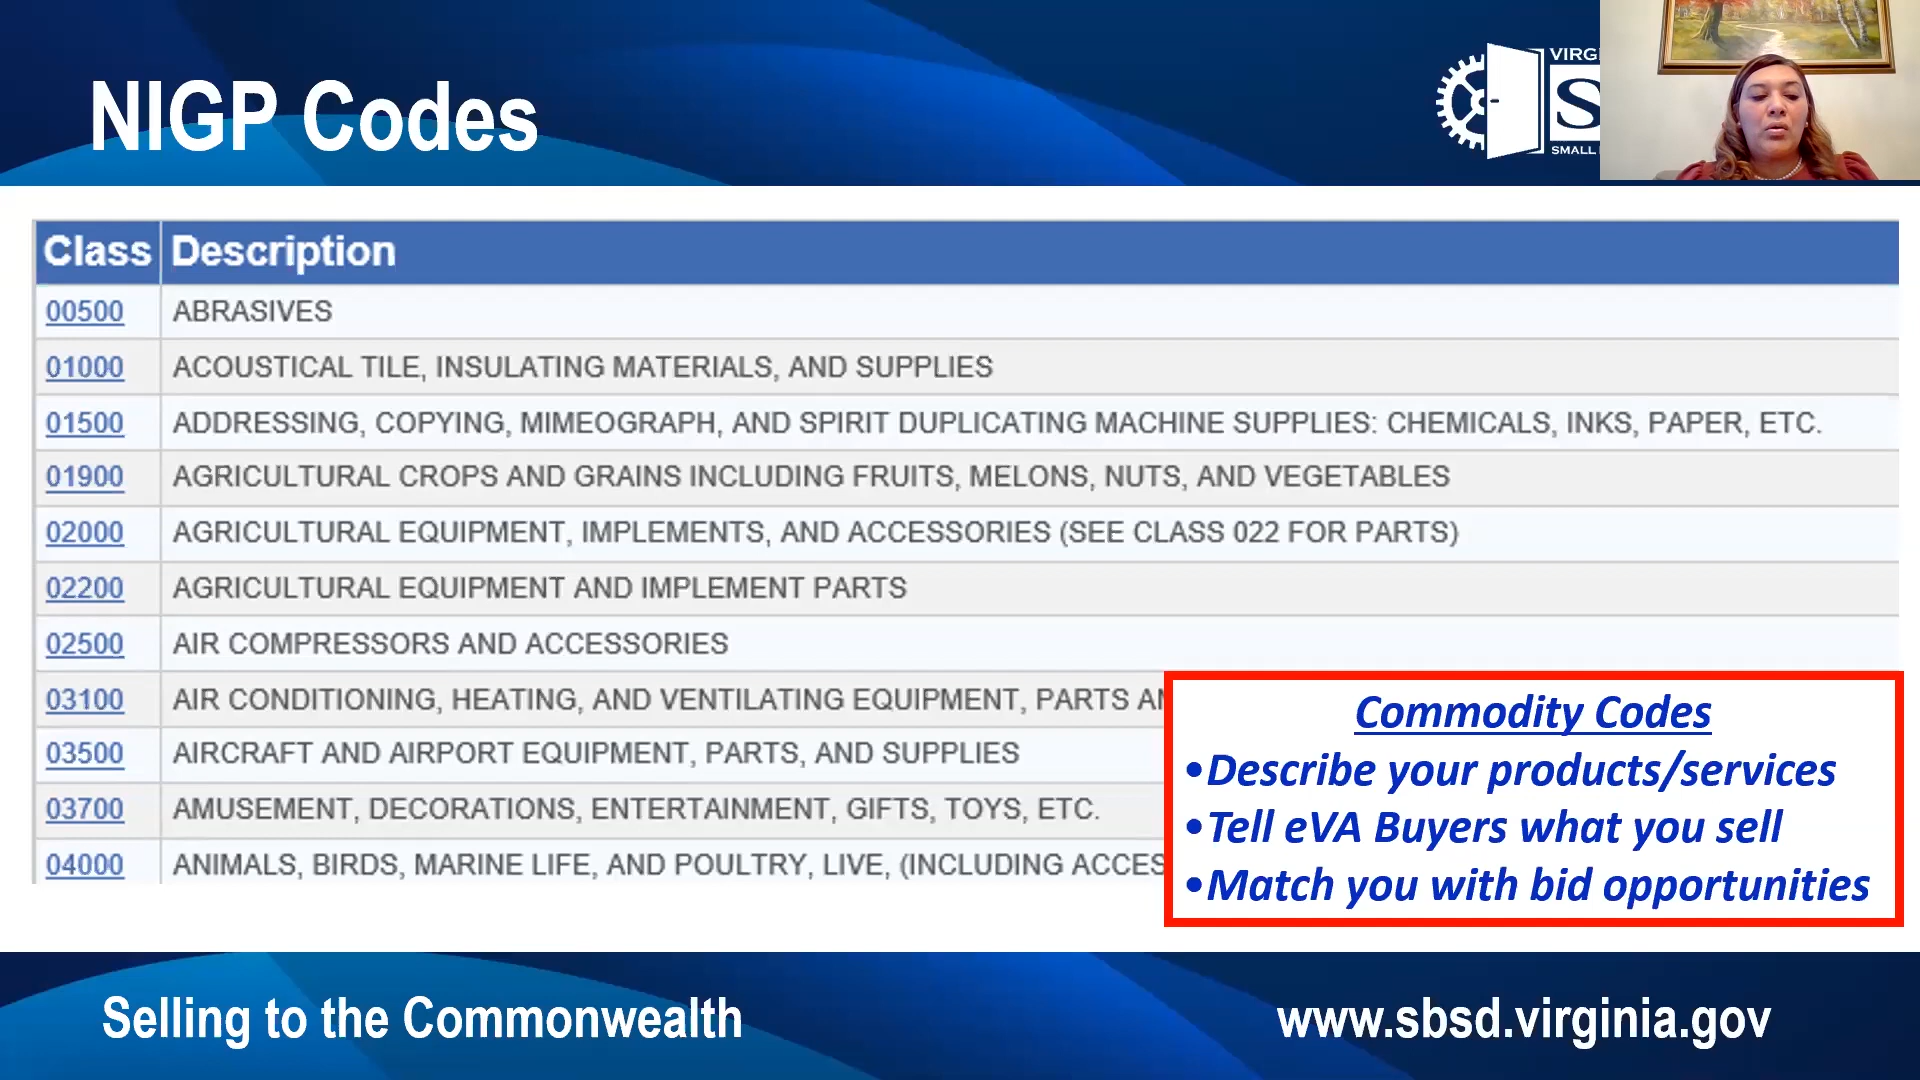 NIGP Codes
SMALL
Class Description
00500 ABRASIVES
01000 ACOUSTICAL TILE, INSULATING MATERIALS, AND SUPPLIES
01500 ADDRESSING, COPYING, MIMEOGRAPH, AND SPIRIT DUPLICATING MACHINE SUPPLIES: CHEMICALS, INKS, PAPER, ETC.
01900 AGRICULTURAL CROPS AND GRAINS INCLUDING FRUITS, MELONS, NUTS, AND VEGETABLES
02000 AGRICULTURAL EQUIPMENT, IMPLEMENTS, AND ACCESSORIES (SEE CLASS 022 FOR PARTS)
02200 AGRICULTURAL EQUIPMENT AND IMPLEMENT PARTS
02500 AIR COMPRESSORS AND ACCESSORIES
03100 AIR CONDITIONING, HEATING, AND VENTILATING EQUIPMENT, PARTS
03500 AIRCRAFT AND AIRPORT EQUIPMENT, PARTS, AND SUPPLIES
03700 AMUSEMENT, DECORATIONS, ENTERTAINMENT, GIFTS, TOYS, ETC.
04000 ANIMALS, BIRDS, MARINE LIFE, AND POULTRY, LIVE, (INCLUDING
Commodity Codes
•Describe your products/services
•Tell eVA Buyers what you sell
•Match you with bid opportunities
Selling to the Commonwealth
www.sbsd.virginia.gov